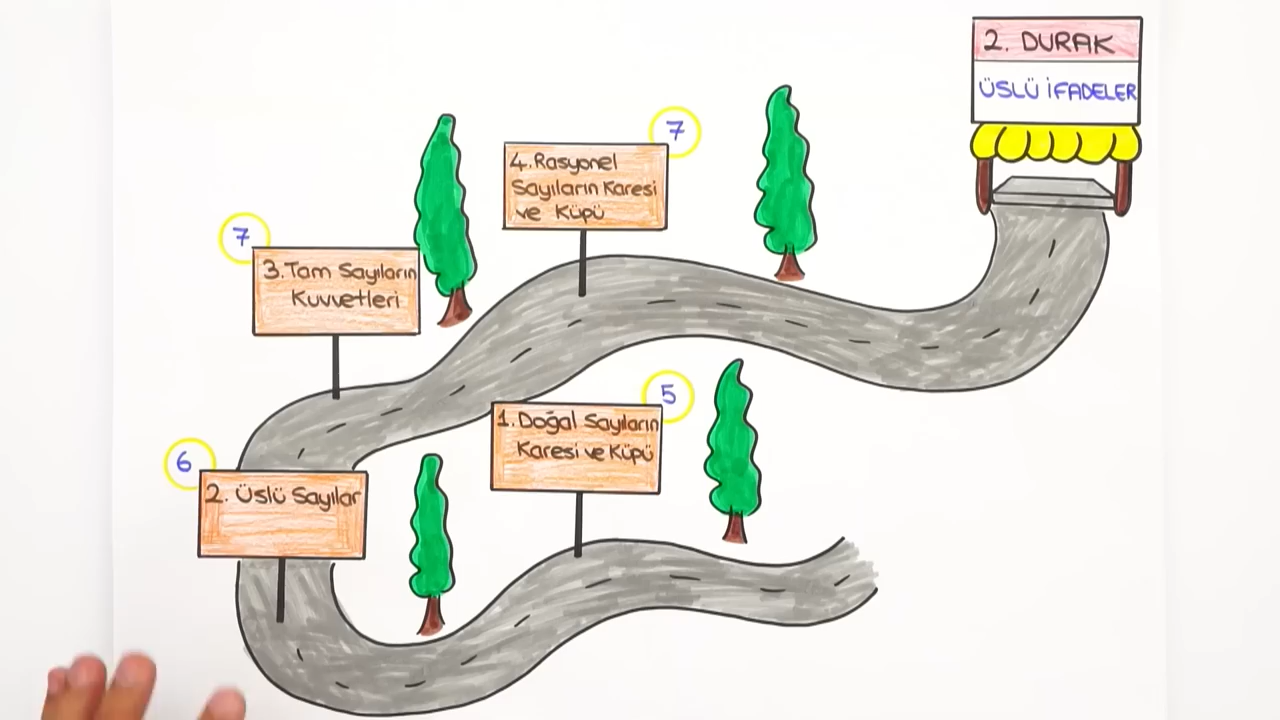 2. DURAK
ÜSLÜ İFADELER
7
4.Rasyonel
Sayıların Karesi
ve Küpü
7
3.Tam Sayıların
Kuvvetleri
5
1.Doğal Sayıların
Karesi ve Küpü
6
2. Üslü Sayılar